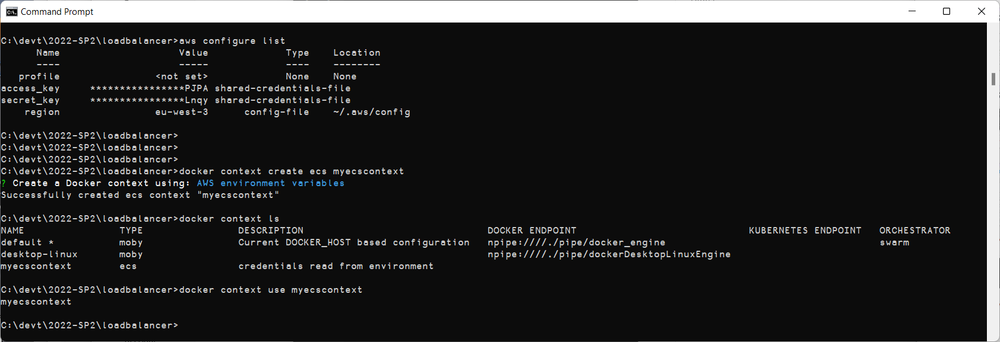 Command Prompt
C:\devt\2022-SP2\loadbalancer>aws configure list
      Name                    Value             Type    Location
      ----                    -----             ----    --------
   profile                <not set>             None    None
access_key     ****************PJPA shared-credentials-file
secret_key     ****************Lnqy shared-credentials-file
    region                eu-west-3      config-file    ~/.aws/config
C:\devt\2022-SP2\loadbalancer>
C:\devt\2022-SP2\loadbalancer>
C:\devt\2022-SP2\loadbalancer>
C:\devt\2022-SP2\loadbalancer>docker context create ecs myecscontext
? Create a Docker context using: AWS environment variables
Successfully created ecs context "myecscontext"
C:\devt\2022-SP2\loadbalancer>docker context ls
NAME                TYPE                DESCRIPTION                               DOCKER ENDPOINT                             KUBERNETES ENDPOINT   ORCHESTRATOR
default *           moby                Current DOCKER_HOST based configuration   npipe:////./pipe/docker_engine                                    swarm
desktop-linux       moby                                                          npipe:////./pipe/dockerDesktopLinuxEngine
myecscontext        ecs                 credentials read from environment
C:\devt\2022-SP2\loadbalancer>docker context use myecscontext
myecscontext
C:\devt\2022-SP2\loadbalancer>